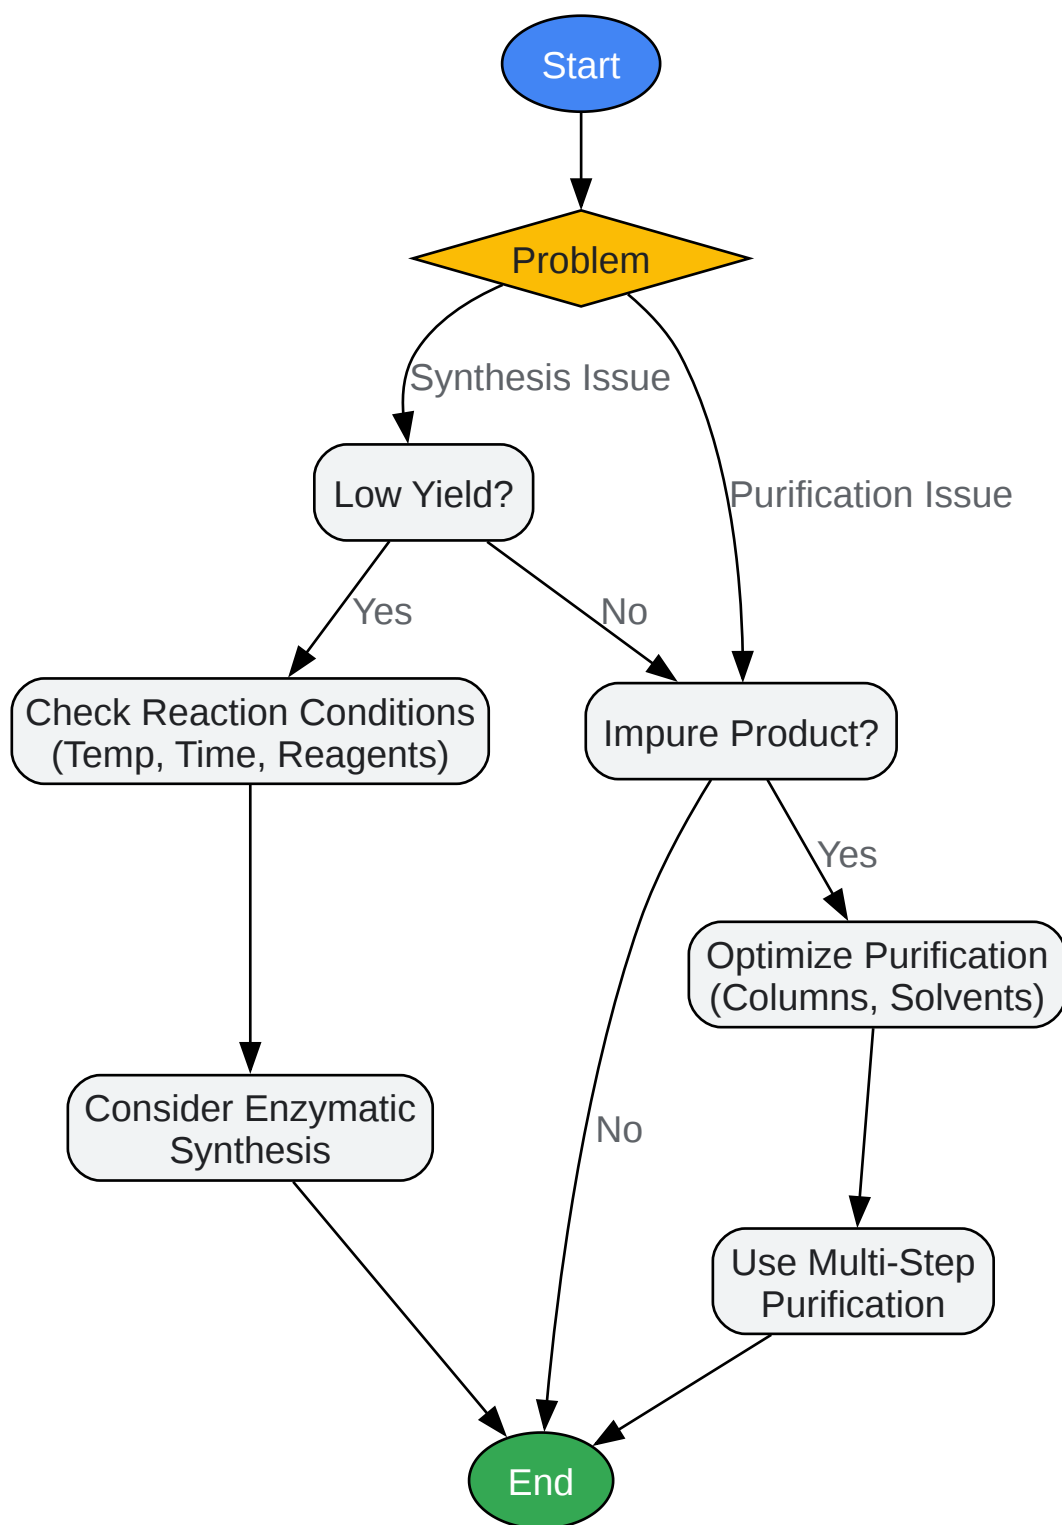 Start
Problem
Synthesis Issue
Low Yield?
Purification Issue
Yes
No
Check Reaction Conditions
(Temp, Time, Reagents)
Impure Product?
Yes
Optimize Purification
(Columns, Solvents)
Consider Enzymatic
Synthesis
No
Use Multi-Step
Purification
End